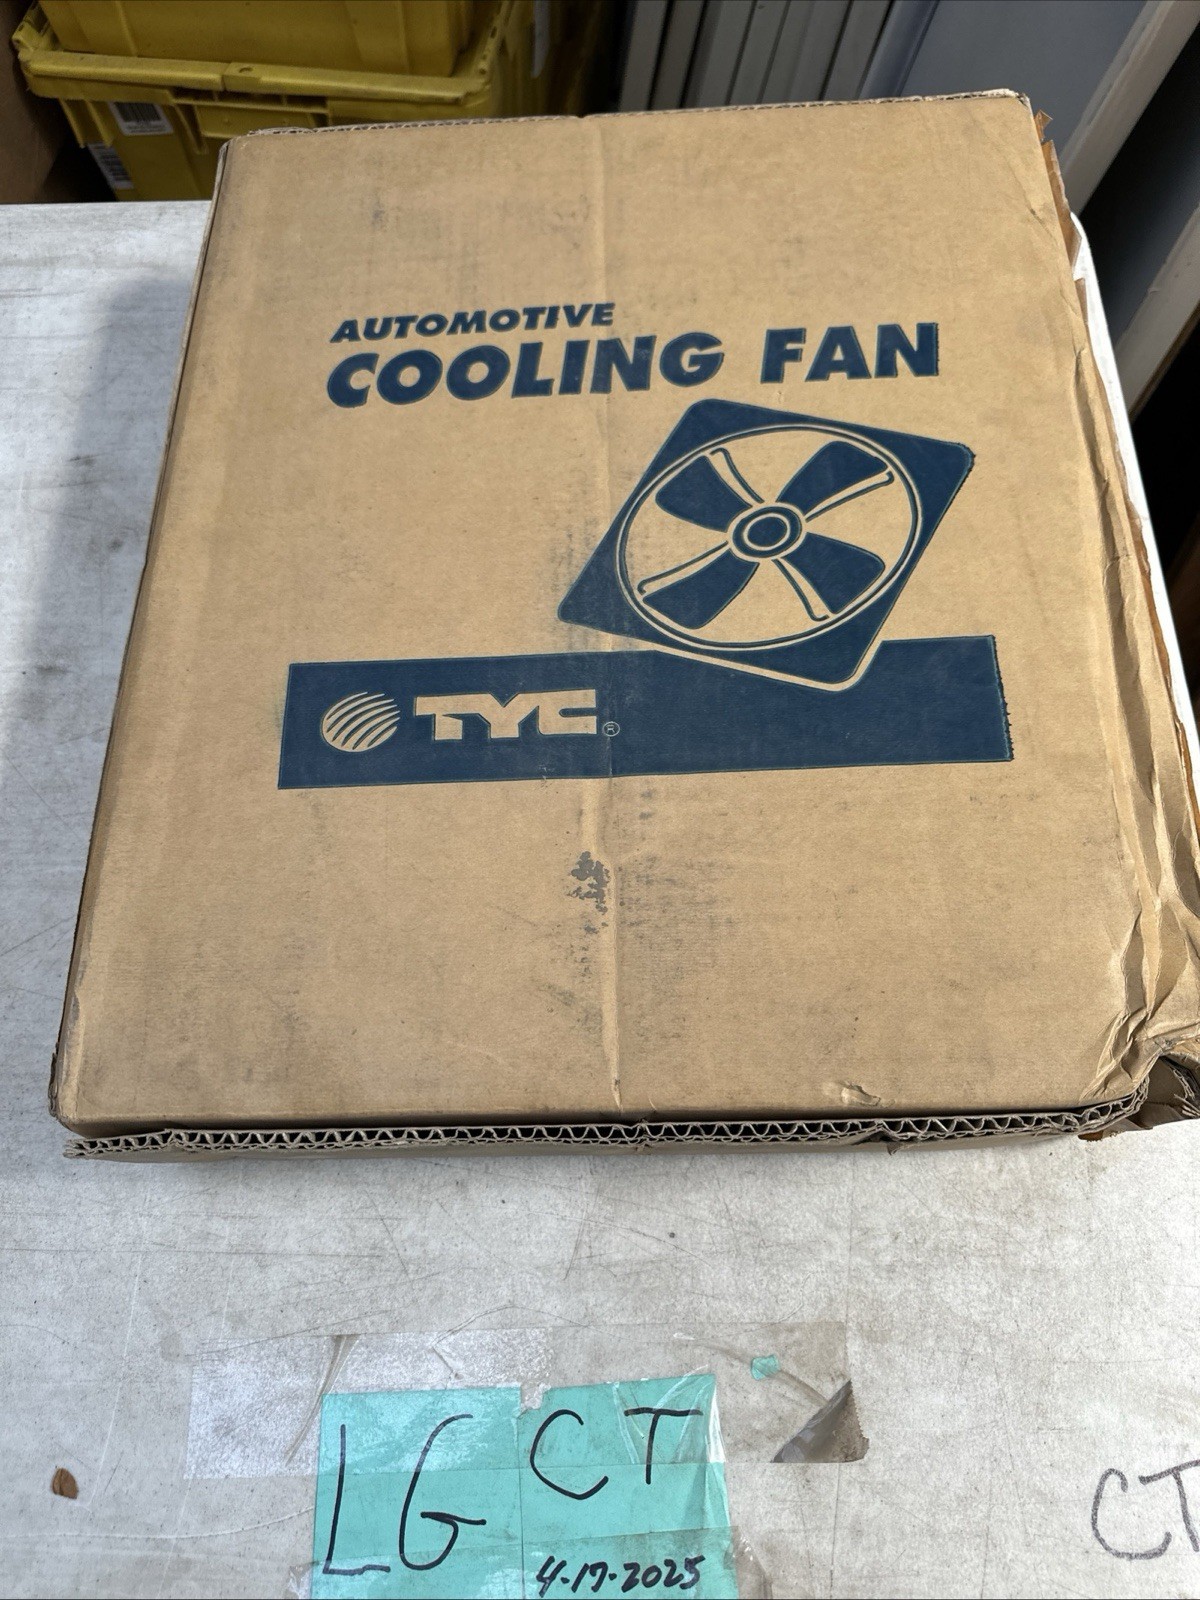 AUTOMOTIVE
COOLING FAN
TYC®
LG CT
4-17-2025
CT